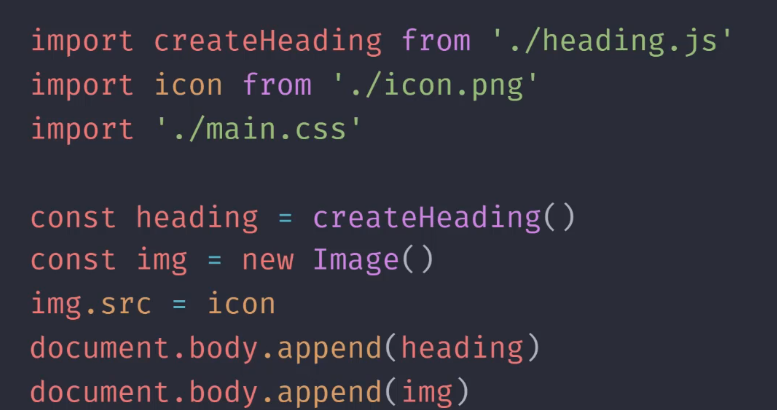 import createHeading from './heading.js'
import icon from './icon.png'
import './main.css'
const heading = createHeading()
const img = new Image()
img.src = icon
document.body.append(heading)
document.body.append(img)